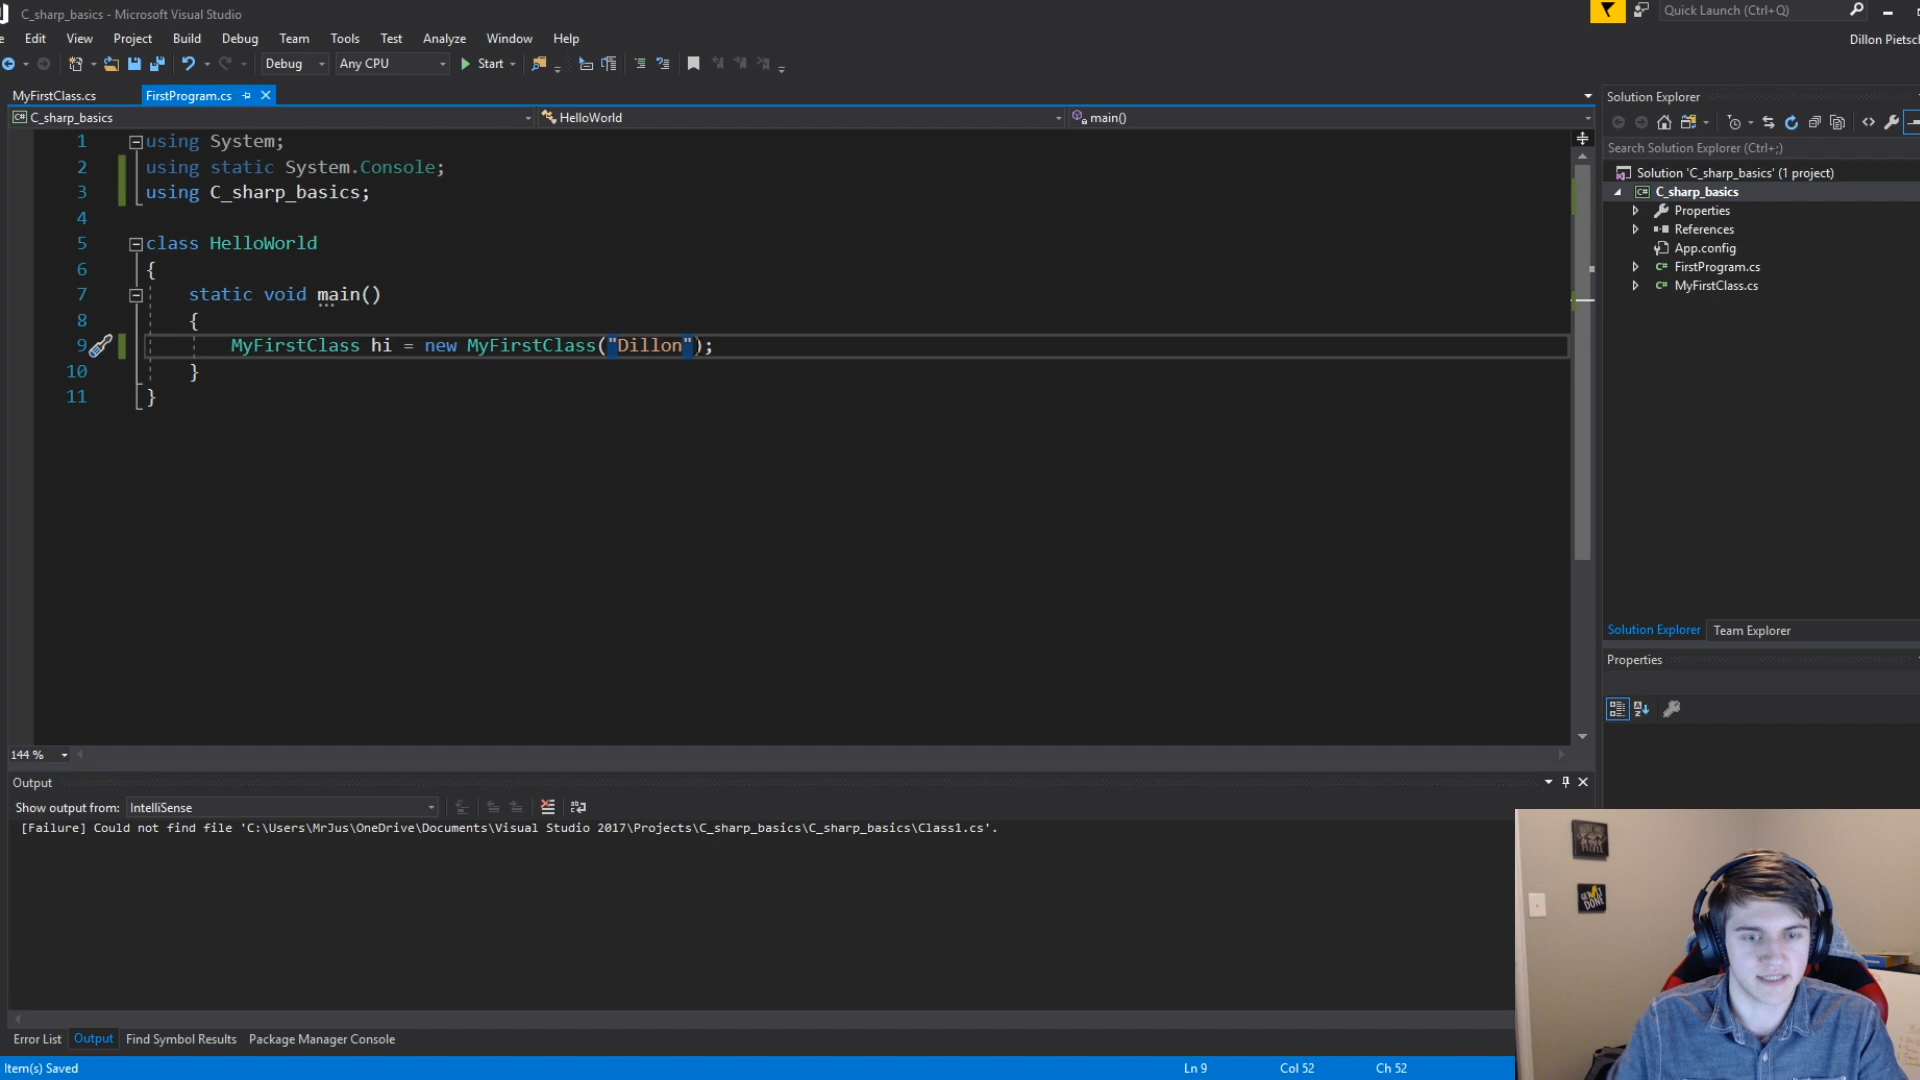 C_sharp_basics - Microsoft Visual Studio
Quick Launch (Ctrl+Q)
Edit View Project Build Debug Team Tools Test Analyze Window Help
Dillon Pietsc
Debug Any CPU Start
MyFirstClass.cs FirstProgram.cs
C_sharp_basics HelloWorld main()
1 using System;
2 using static System.Console;
3 using C_sharp_basics;
4
5 class HelloWorld
6 {
7 static void main()
8 {
9 MyFirstClass hi = new MyFirstClass("Dillon");
10 }
11 }
Solution Explorer
Search Solution Explorer (Ctrl+;)
Solution 'C_sharp_basics' (1 project)
C_sharp_basics
Properties
References
App.config
FirstProgram.cs
MyFirstClass.cs
Solution Explorer Team Explorer
Properties
144 %
Output
Show output from: IntelliSense
[Failure] Could not find file 'C:\Users\MrJus\OneDrive\Documents\Visual Studio 2017\Projects\C_sharp_basics\C_sharp_basics\Class1.cs'.
Error List Output Find Symbol Results Package Manager Console
Item(s) Saved Ln 9 Col 52 Ch 52